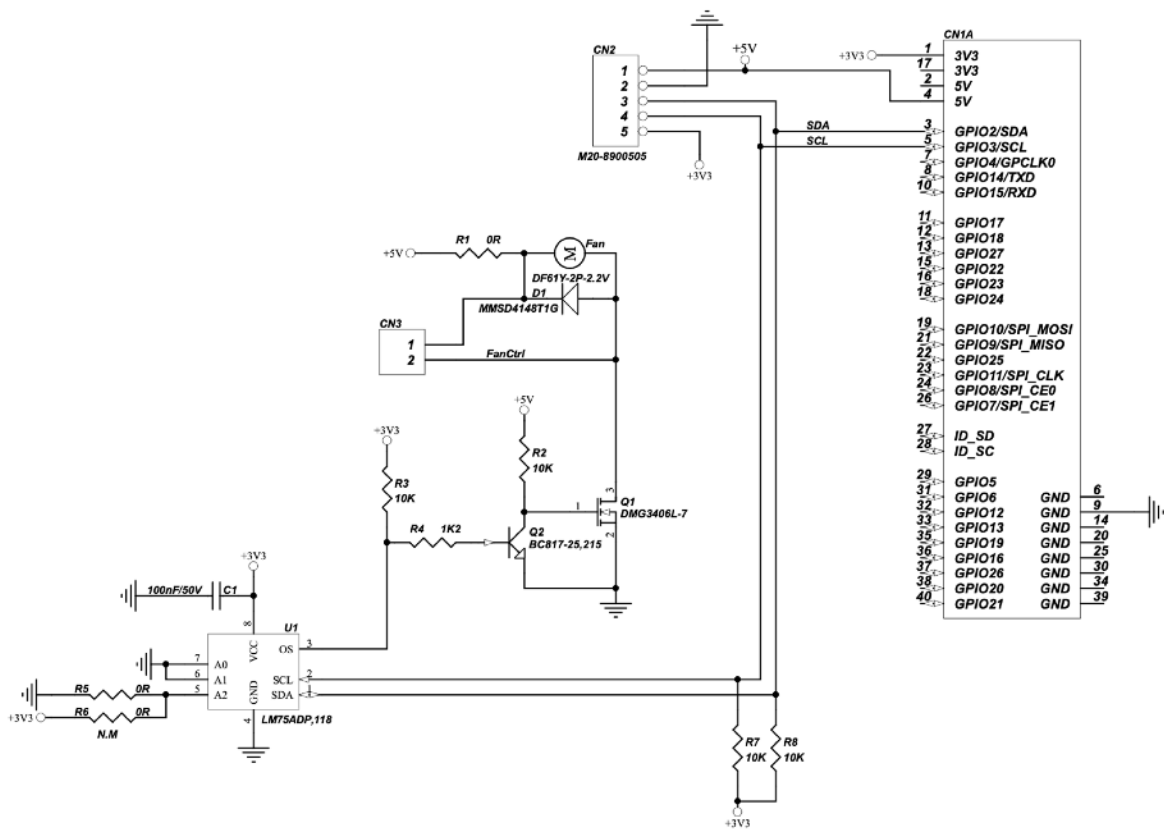 CN2
1
2
3
4
5
M20-8900505
+5V
+3V3
+3V3
CN1A
1 3V3
17 3V3
2 5V
4 5V
SDA
3 GPIO2/SDA
SCL
5 GPIO3/SCL
7 GPIO4/GPCLK0
8 GPIO14/TXD
10 GPIO15/RXD
11 GPIO17
12 GPIO18
13 GPIO27
15 GPIO22
16 GPIO23
18 GPIO24
19 GPIO10/SPI_MOSI
21 GPIO9/SPI_MISO
22 GPIO25
23 GPIO11/SPI_CLK
24 GPIO8/SPI_CE0
26 GPIO7/SPI_CE1
27 ID_SD
28 ID_SC
29 GPIO5
31 GPIO6 GND 6
32 GPIO12 GND 9
33 GPIO13 GND 14
35 GPIO19 GND 20
36 GPIO16 GND 25
37 GPIO26 GND 30
38 GPIO20 GND 34
40 GPIO21 GND 39
+5V
R1 0R
M
Fan
DF61Y-2P-2.2V
D1
MMSD4148T1G
CN3
1
2
FanCtrl
+5V
R2
10K
+3V3
R3
10K
R4 1K2
Q2
BC817-25,215
1
3
2
Q1
DMG3406L-7
+3V3
100nF/50V C1
U1
8
VCC
OS 3
7 A0
6 A1
5 A2
GND
4
SCL 2
SDA 1
LM75ADP,118
R5 0R
+3V3
R6 0R
N.M
R7
10K
R8
10K
+3V3